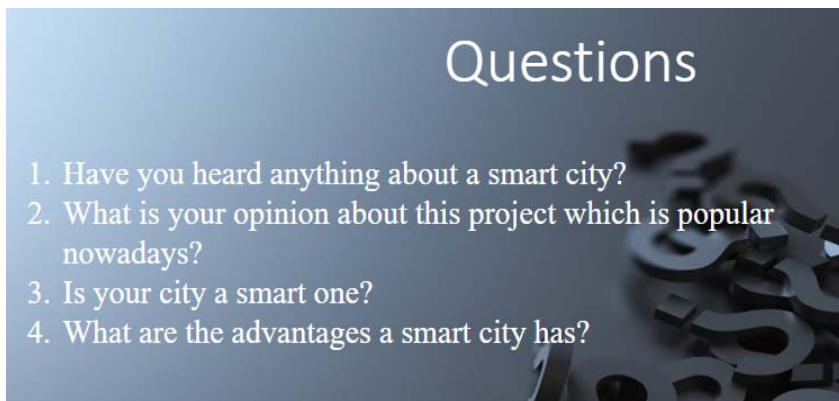 Questions
1. Have you heard anything about a smart city?
2. What is your opinion about this project which is popular
nowadays?
3. Is your city a smart one?
4. What are the advantages a smart city has?